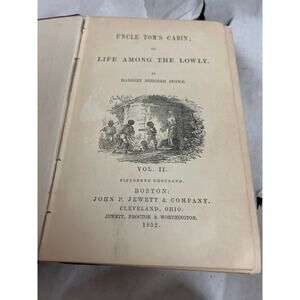 UNCLE TOM'S CABIN;
OR,
LIFE AMONG THE LOWLY.
BY
HARRIET BEECHER STOWE.
VOL. II.
FIFTEENTH THOUSAND.
BOSTON:
JOHN P. JEWETT & COMPANY.
CLEVELAND, OHIO:
JEWETT, PROCTOR & WORTHINGTON.
1852.